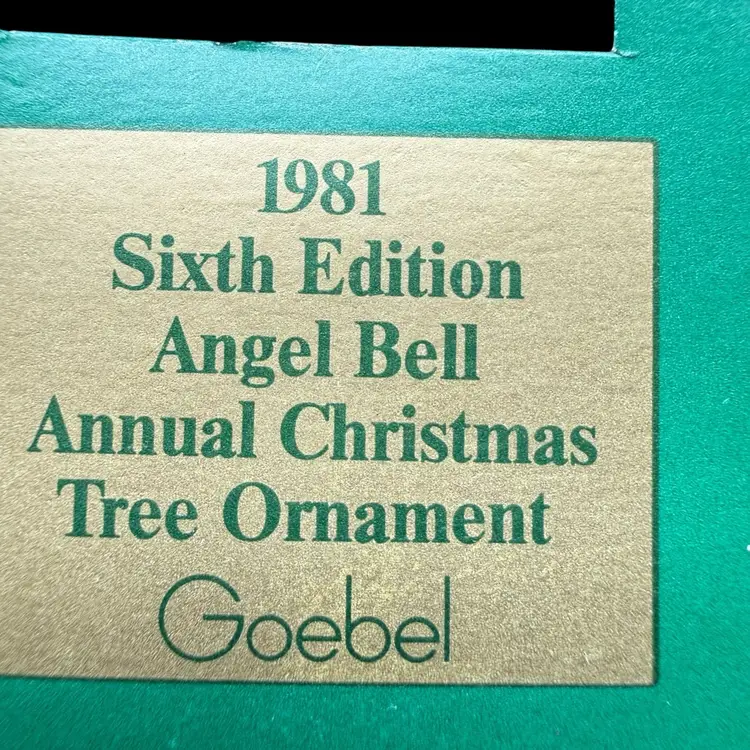 1981
Sixth Edition
Angel Bell
Annual Christmas
Tree Ornament
Goebel